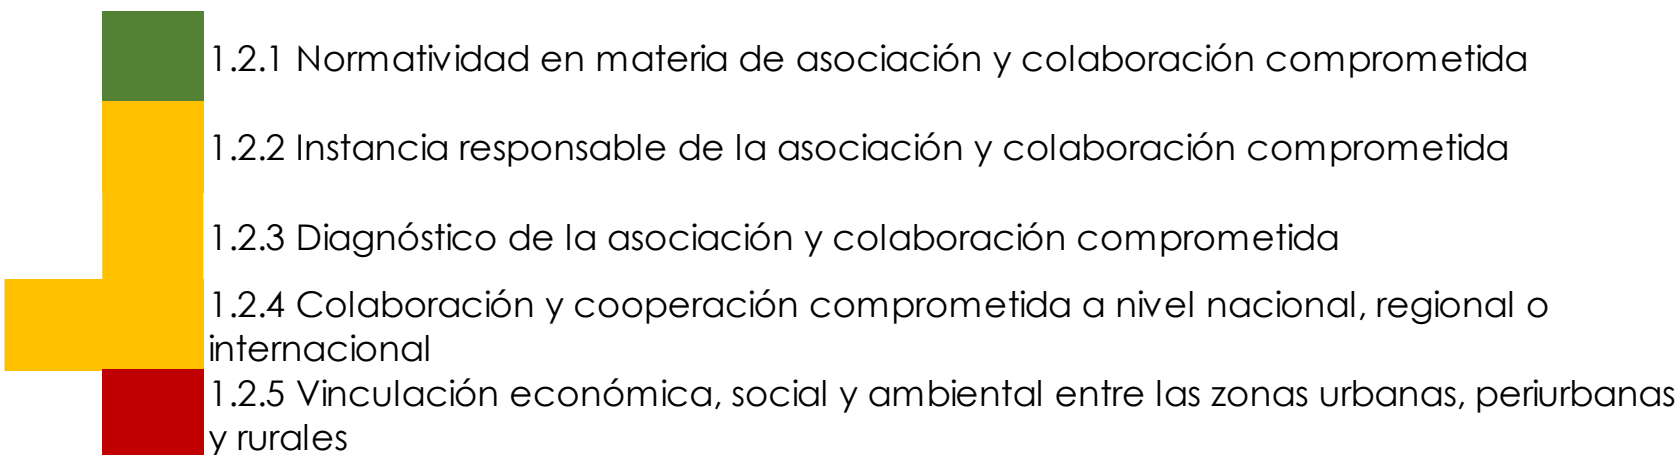 1.2.1 Normatividad en materia de asociación y colaboración comprometida
1.2.2 Instancia responsable de la asociación y colaboración comprometida
1.2.3 Diagnóstico de la asociación y colaboración comprometida
1.2.4 Colaboración y cooperación comprometida a nivel nacional, regional o
internacional
1.2.5 Vinculación económica, social y ambiental entre las zonas urbanas, periurbanas
y rurales